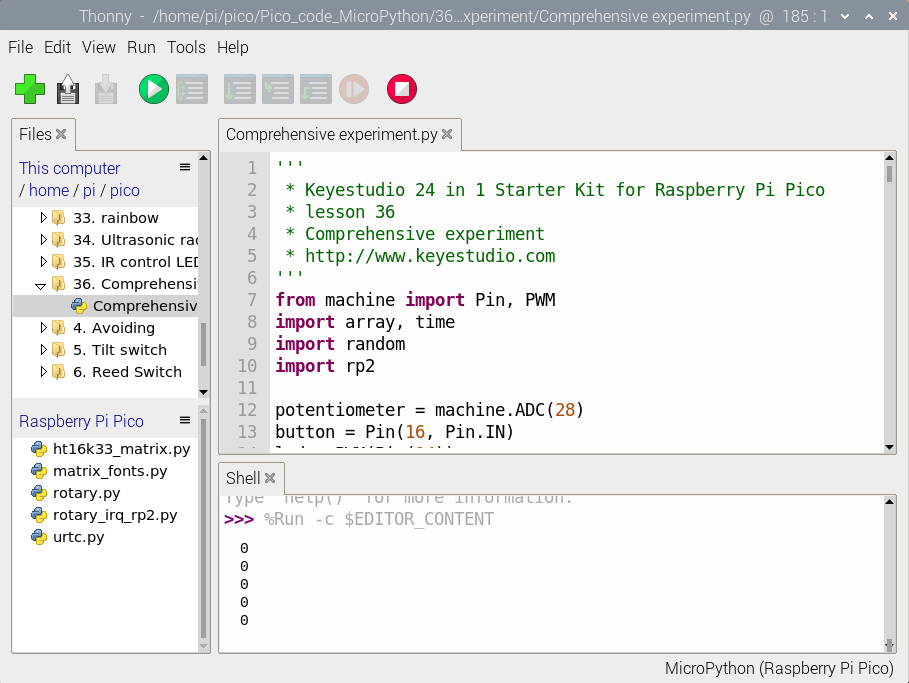 Thonny - /home/pi/pico/Pico_code_MicroPython/36...xperiment/Comprehensive experiment.py @ 185 : 1
File Edit View Run Tools Help
Files
This computer
/ home / pi / pico
33. rainbow
34. Ultrasonic rac
35. IR control LED
36. Comprehensi
Comprehensiv
4. Avoiding
5. Tilt switch
6. Reed Switch
Raspberry Pi Pico
ht16k33_matrix.py
matrix_fonts.py
rotary.py
rotary_irq_rp2.py
urtc.py
Comprehensive experiment.py
1 '''
2 * Keyestudio 24 in 1 Starter Kit for Raspberry Pi Pico
3 * lesson 36
4 * Comprehensive experiment
5 * http://www.keyestudio.com
6 '''
7 from machine import Pin, PWM
8 import array, time
9 import random
10 import rp2
11
12 potentiometer = machine.ADC(28)
13 button = Pin(16, Pin.IN)
Shell
Type "help()" for more information.
>>> %Run -c $EDITOR_CONTENT
0
0
0
0
0
MicroPython (Raspberry Pi Pico)